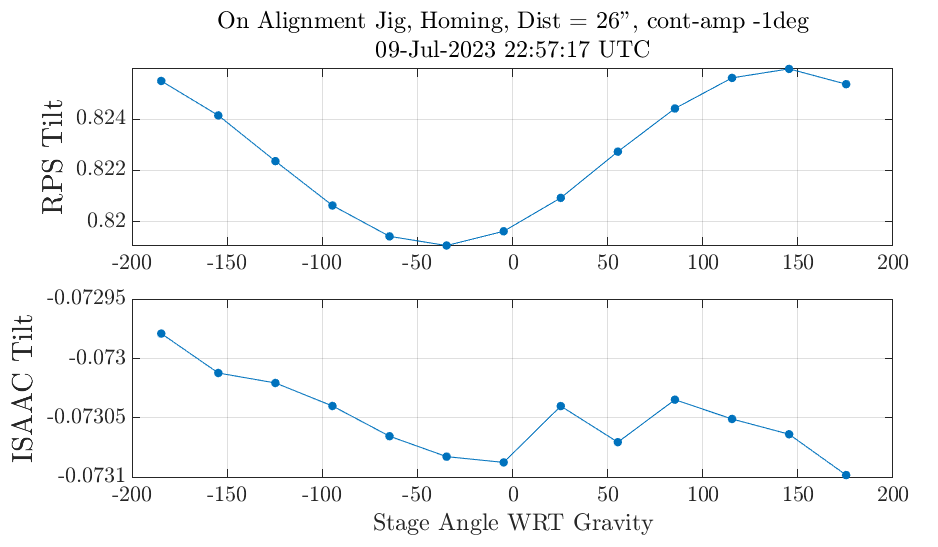 On Alignment Jig, Homing, Dist = 26”, cont-amp -1deg
09-Jul-2023 22:57:17 UTC
RPS Tilt
0.824
0.822
0.82
-200 -150 -100 -50 0 50 100 150 200
ISAAC Tilt
-0.07295
-0.073
-0.07305
-0.0731
-200 -150 -100 -50 0 50 100 150 200
Stage Angle WRT Gravity